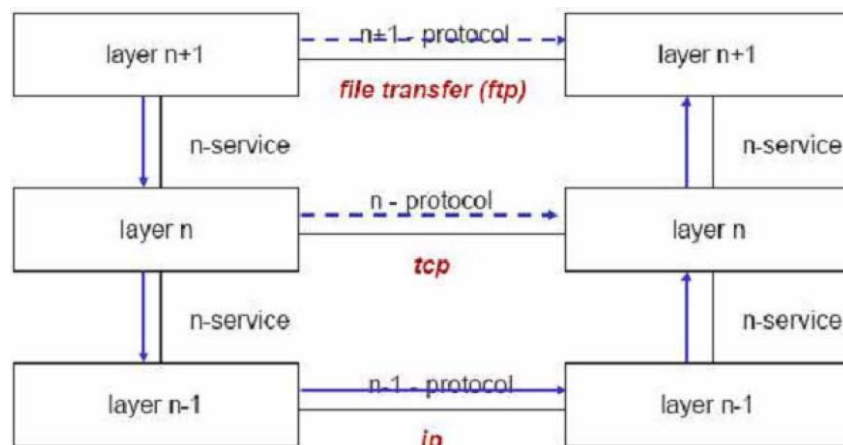 n±1 - protocol
layer n+1
layer n+1
file transfer (ftp)
n-service
n-service
n - protocol
layer n
layer n
tcp
n-service
n-service
n-1 - protocol
layer n-1
layer n-1
ip